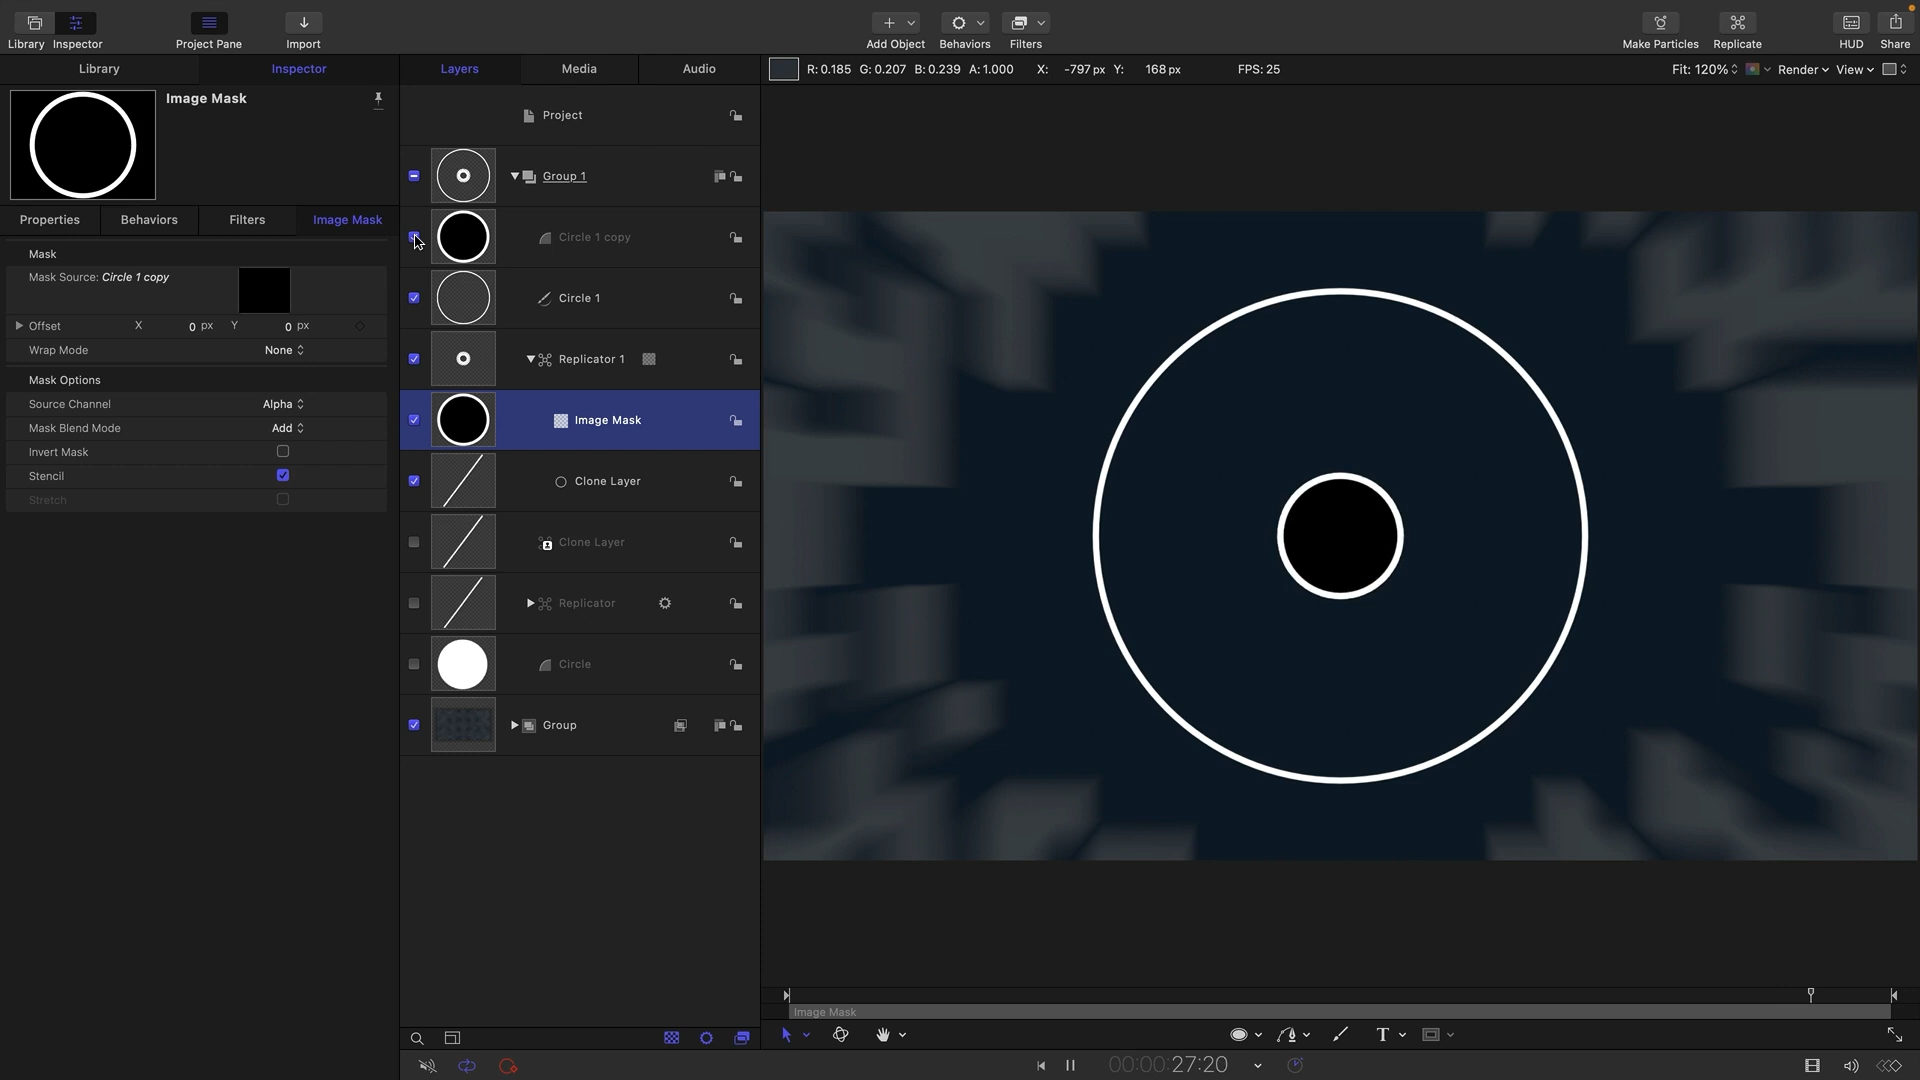 Library Inspector
Project Pane
Import
Add Object
Behaviors
Filters
Make Particles
Replicate
HUD
Share
Library
Inspector
Layers
Media
Audio
R: 0.185 G: 0.207 B: 0.239 A: 1.000 X: -797 px Y: 168 px FPS: 25
Fit: 120% Render View
Image Mask
Properties
Behaviors
Filters
Image Mask
Mask
Mask Source: Circle 1 copy
Offset X 0 px Y 0 px
Wrap Mode None
Mask Options
Source Channel Alpha
Mask Blend Mode Add
Invert Mask
Stencil
Stretch
Project
Group 1
Circle 1 copy
Circle 1
Replicator 1
Image Mask
Clone Layer
Clone Layer
Replicator
Circle
Group
Image Mask
T
00:00:27:20